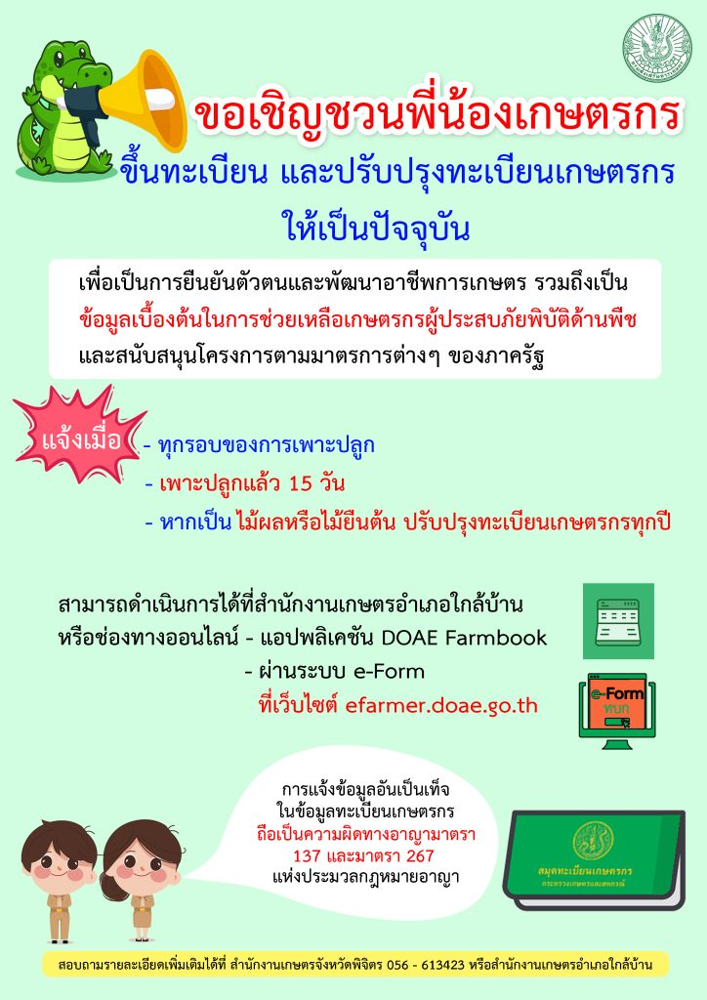 ขอเชิญชวนพี่น้องเกษตรกร
ขึ้นทะเบียน และปรับปรุงทะเบียนเกษตรกร
ให้เป็นปัจจุบัน
เพื่อเป็นการยืนยันตัวตนและพัฒนาอาชีพการเกษตร รวมถึงเป็น
ข้อมูลเบื้องต้นในการช่วยเหลือเกษตรกรผู้ประสบภัยพิบัติด้านพืช
และสนับสนุนโครงการตามมาตรการต่างๆ ของภาครัฐ
แจ้งเมื่อ
- ทุกรอบของการเพาะปลูก
- เพาะปลูกแล้ว 15 วัน
- หากเป็น ไม้ผลหรือไม้ยืนต้น ปรับปรุงทะเบียนเกษตรกรทุกปี
สามารถดำเนินการได้ที่สำนักงานเกษตรอำเภอใกล้บ้าน
หรือช่องทางออนไลน์ - แอปพลิเคชัน DOAE Farmbook
- ผ่านระบบ e-Form
ที่เว็บไซต์ efarmer.doae.go.th
e-Form
ทบก
การแจ้งข้อมูลอันเป็นเท็จ
ในข้อมูลทะเบียนเกษตรกร
ถือเป็นความผิดทางอาญามาตรา
137 และมาตรา 267
แห่งประมวลกฎหมายอาญา
สมุดทะเบียนเกษตรกร
กระทรวงเกษตรและสหกรณ์
สอบถามรายละเอียดเพิ่มเติมได้ที่ สำนักงานเกษตรจังหวัดพิจิตร 056 - 613423 หรือสำนักงานเกษตรอำเภอใกล้บ้าน